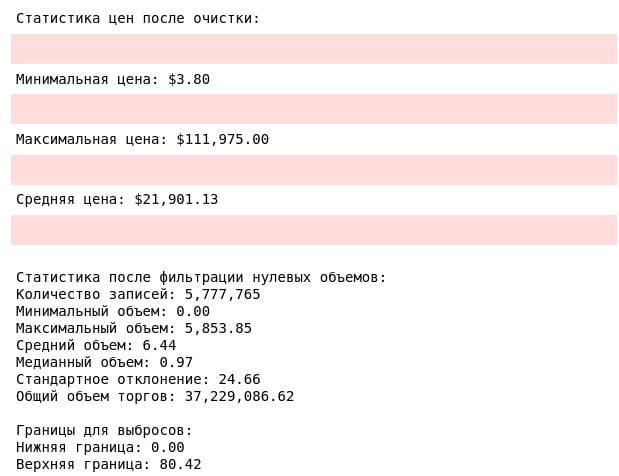 Статистика цен после очистки:
Минимальная цена: $3.80
Максимальная цена: $111,975.00
Средняя цена: $21,901.13
Статистика после фильтрации нулевых объемов:
Количество записей: 5,777,765
Минимальный объем: 0.00
Максимальный объем: 5,853.85
Средний объем: 6.44
Медианный объем: 0.97
Стандартное отклонение: 24.66
Общий объем торгов: 37,229,086.62
Границы для выбросов:
Нижняя граница: 0.00
Верхняя граница: 80.42